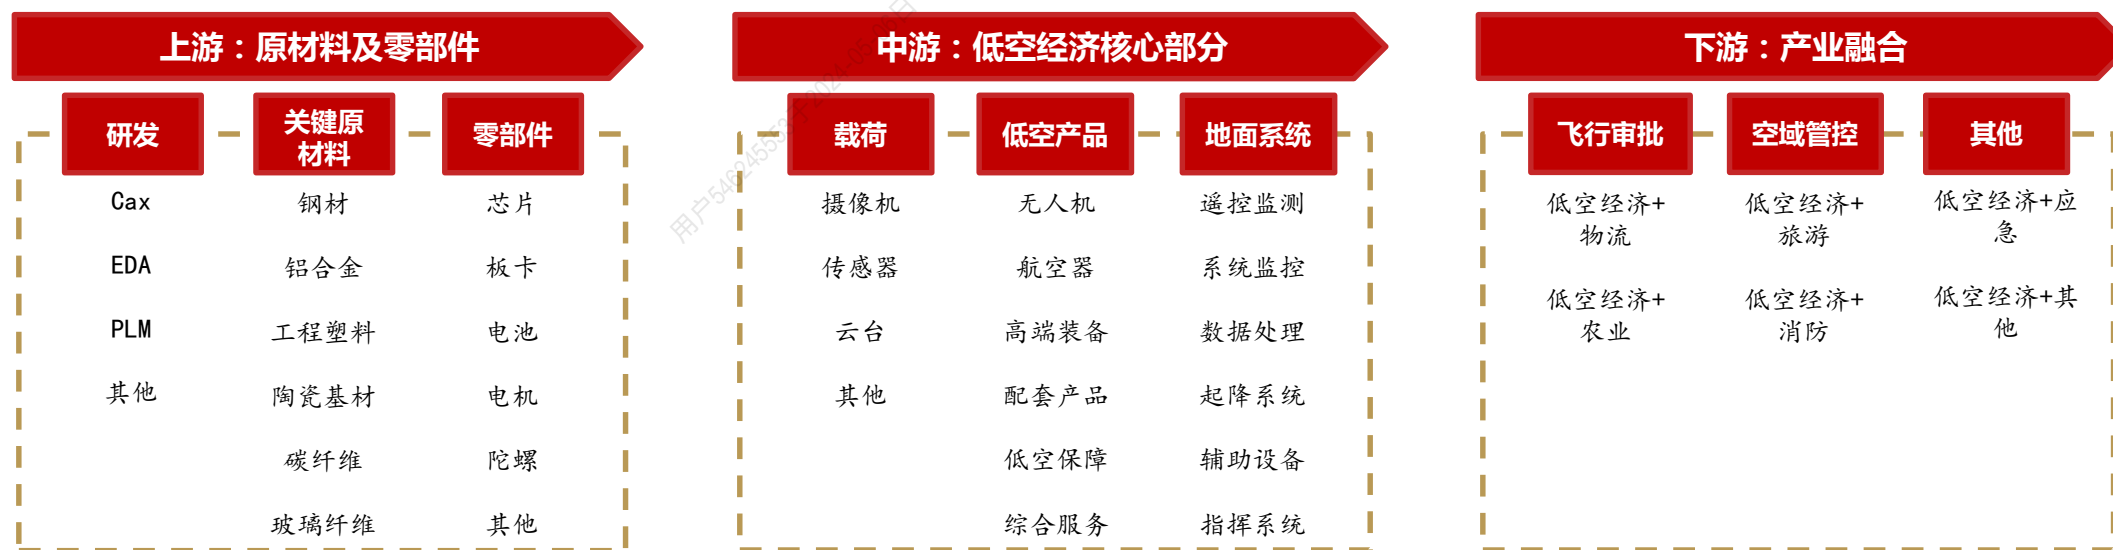 上游：原材料及零部件
研发
关键原
材料
零部件
Cax
钢材
芯片
EDA
铝合金
板卡
PLM
工程塑料
电池
其他
陶瓷基材
电机
碳纤维
陀螺
玻璃纤维
其他
中游：低空经济核心部分
载荷
低空产品
地面系统
摄像机
无人机
遥控监测
传感器
航空器
系统监控
云台
高端装备
数据处理
其他
配套产品
起降系统
低空保障
辅助设备
综合服务
指挥系统
下游：产业融合
飞行审批
空域管控
其他
低空经济+
物流
低空经济+
旅游
低空经济+应
急
低空经济+
农业
低空经济+
消防
低空经济+其
他